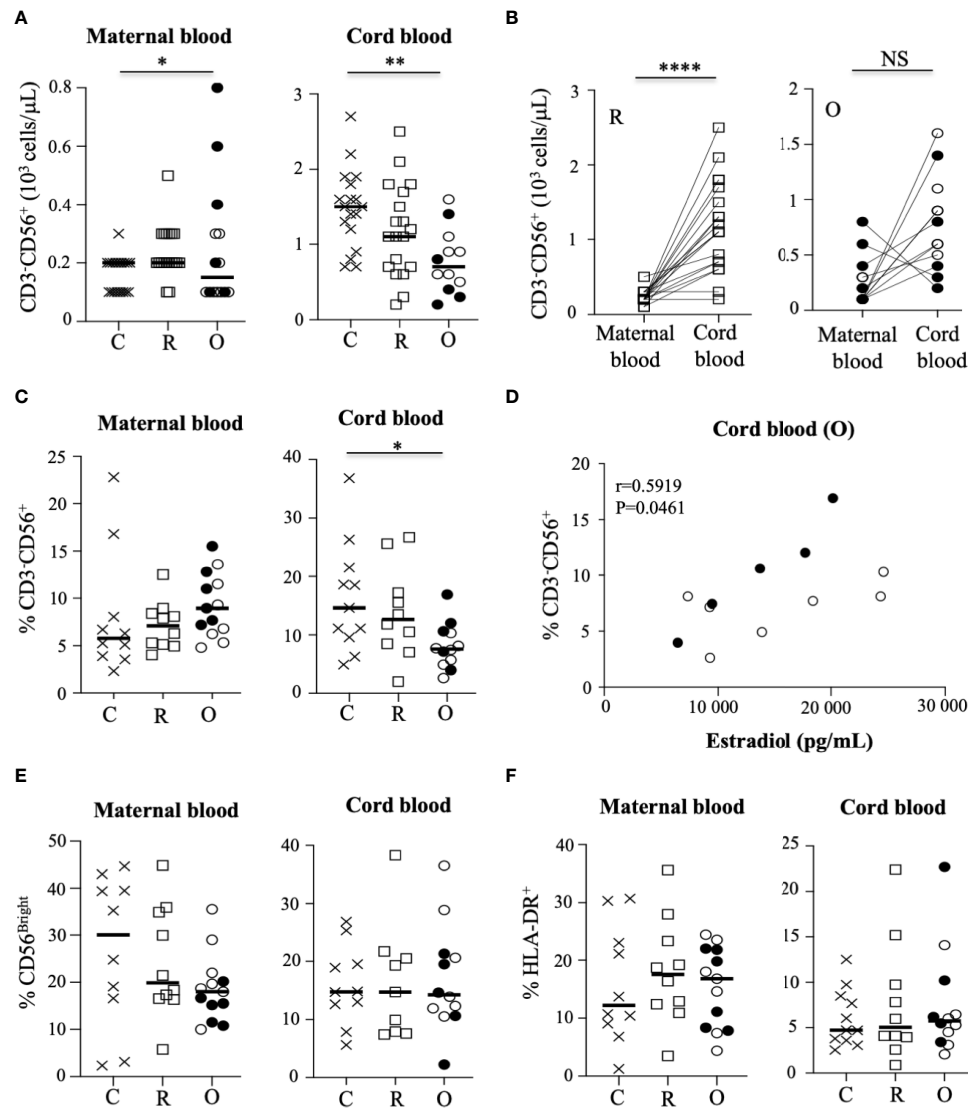 A
Maternal blood
*
CD3-CD56+ (10³ cells/µL)
0.8
0.6
0.4
0.2
0
C R O
Cord blood
**
3
2
1
0
C R O
B
****
R
CD3-CD56+ (10³ cells/µL)
3
2
1
0
Maternal blood
Cord blood
NS
O
2
1.5
1
0.5
0
Maternal blood
Cord blood
C
Maternal blood
% CD3-CD56+
25
20
15
10
5
0
C R O
Cord blood
*
40
30
20
10
0
C R O
D
Cord blood (O)
r=0.5919
P=0.0461
% CD3-CD56+
20
15
10
5
0
0 10 000 20 000 30 000
Estradiol (pg/mL)
E
Maternal blood
% CD56Bright
50
40
30
20
10
0
C R O
Cord blood
40
30
20
10
0
C R O
F
Maternal blood
% HLA-DR+
40
30
20
10
0
C R O
Cord blood
25
20
15
10
5
0
C R O